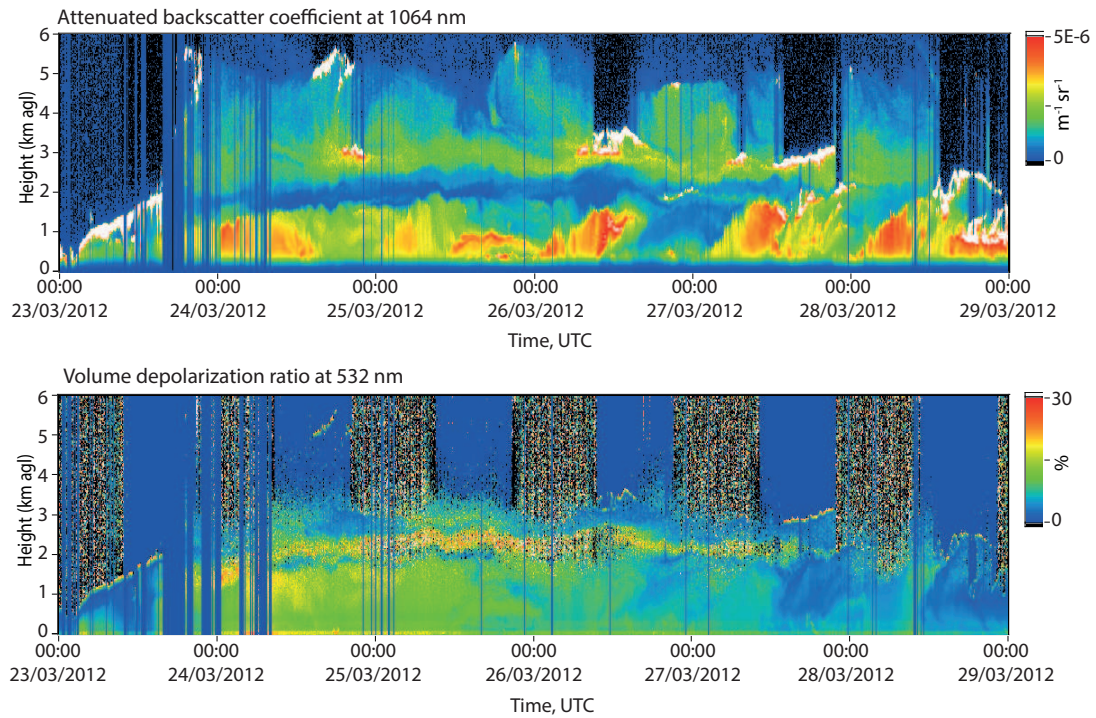 Attenuated backscatter coefficient at 1064 nm
6
5
4
3
2
1
0
Height (km agl)
5E-6
m⁻¹ sr⁻¹
0
00:00 00:00 00:00 00:00 00:00 00:00 00:00
23/03/2012 24/03/2012 25/03/2012 26/03/2012 27/03/2012 28/03/2012 29/03/2012
Time, UTC
Volume depolarization ratio at 532 nm
6
5
4
3
2
1
0
Height (km agl)
30
%
0
00:00 00:00 00:00 00:00 00:00 00:00 00:00
23/03/2012 24/03/2012 25/03/2012 26/03/2012 27/03/2012 28/03/2012 29/03/2012
Time, UTC